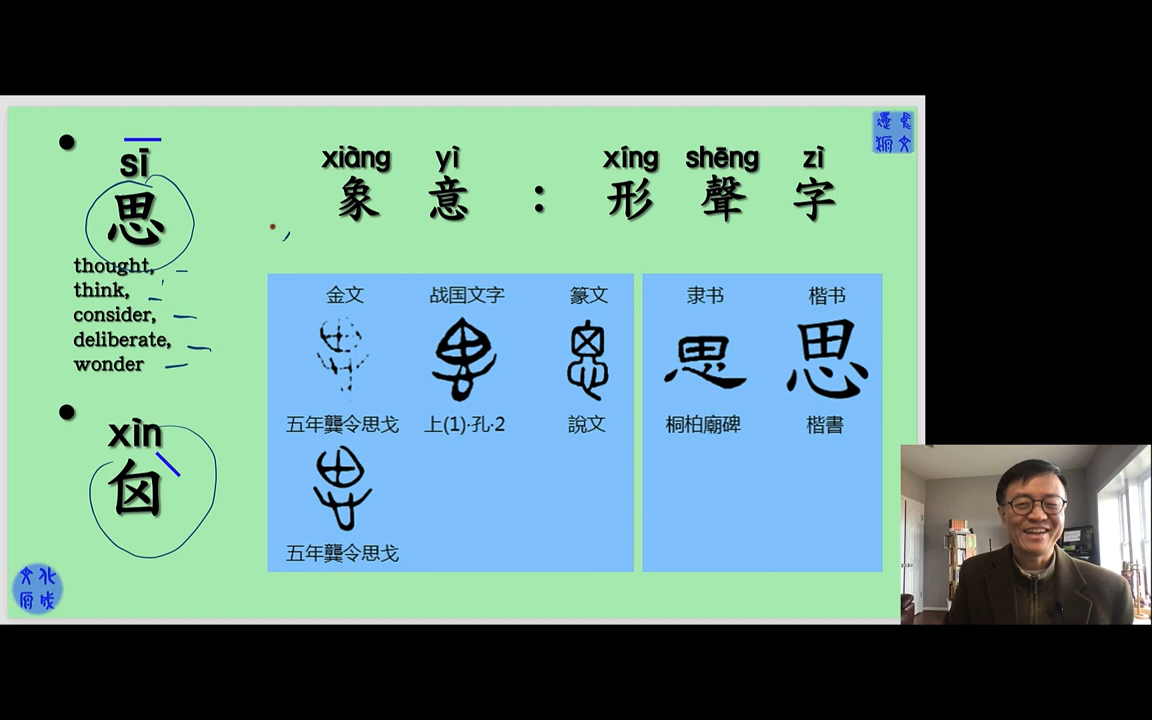 sī
思
thought,
think,
consider,
deliberate,
wonder
xìn
囟
xiàng yì xíng shēng zì
象 意 : 形 聲 字
金文 战国文字 篆文 隶书 楷书
思 思
五年龔令思戈 上(1)·孔·2 說文 桐柏廟碑 楷書
五年龔令思戈